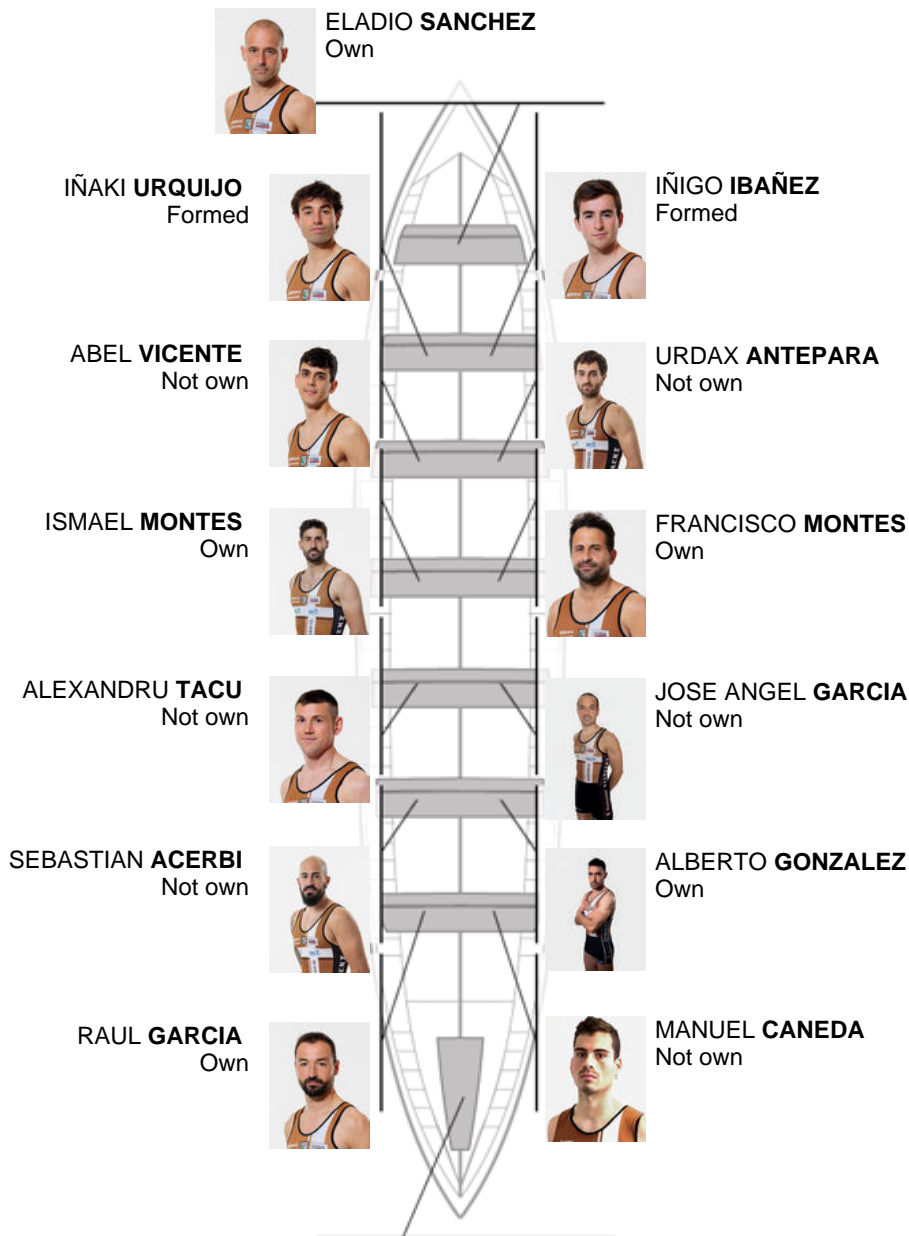 ELADIO SANCHEZ
Own
IÑAKI URQUIJO
Formed
IÑIGO IBAÑEZ
Formed
ABEL VICENTE
Not own
URDAX ANTEPARA
Not own
ISMAEL MONTES
Own
FRANCISCO MONTES
Own
ALEXANDRU TACU
Not own
JOSE ANGEL GARCIA
Not own
SEBASTIAN ACERBI
Not own
ALBERTO GONZALEZ
Own
RAUL GARCIA
Own
MANUEL CANEDA
Not own